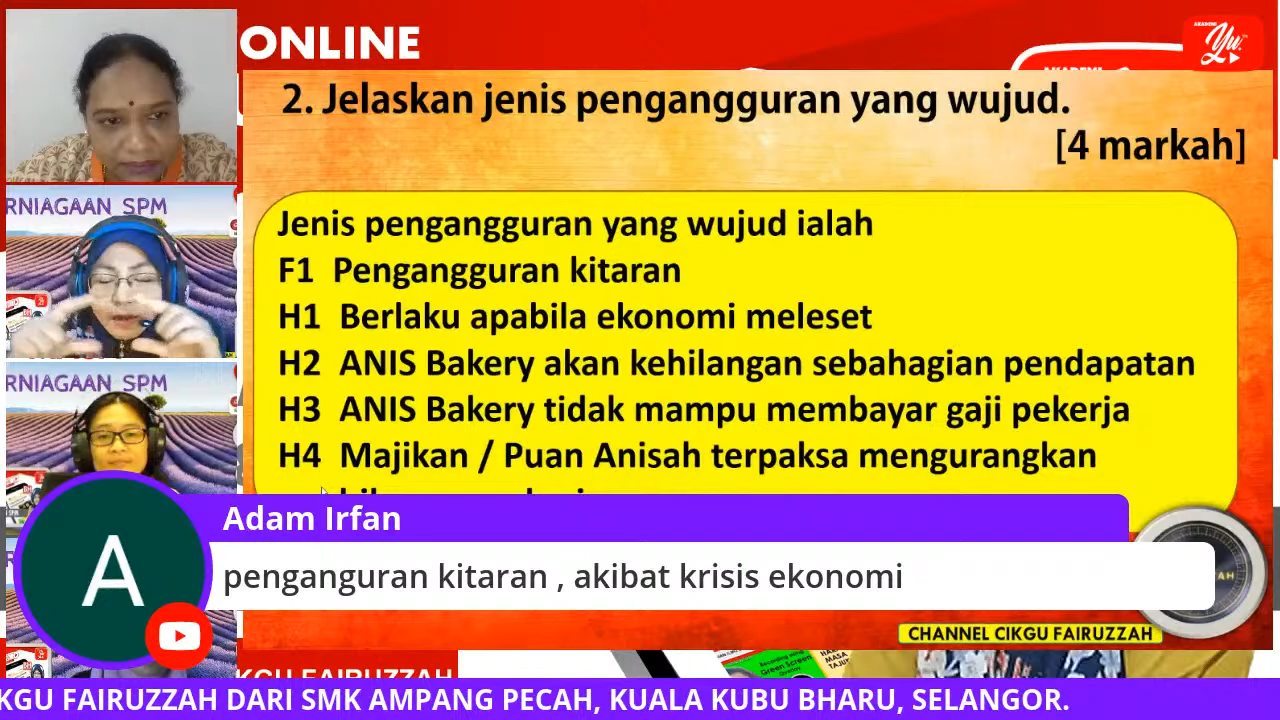 ONLINE
AKADEMI
Yu.
2. Jelaskan jenis pengangguran yang wujud.
[4 markah]
Jenis pengangguran yang wujud ialah
F1 Pengangguran kitaran
H1 Berlaku apabila ekonomi meleset
H2 ANIS Bakery akan kehilangan sebahagian pendapatan
H3 ANIS Bakery tidak mampu membayar gaji pekerja
H4 Majikan / Puan Anisah terpaksa mengurangkan
RNIAGAAN SPM
RNIAGAAN SPM
A
Adam Irfan
penganguran kitaran , akibat krisis ekonomi
CHANNEL CIKGU FAIRUZZAH
KGU FAIRUZZAH DARI SMK AMPANG PECAH, KUALA KUBU BHARU, SELANGOR.